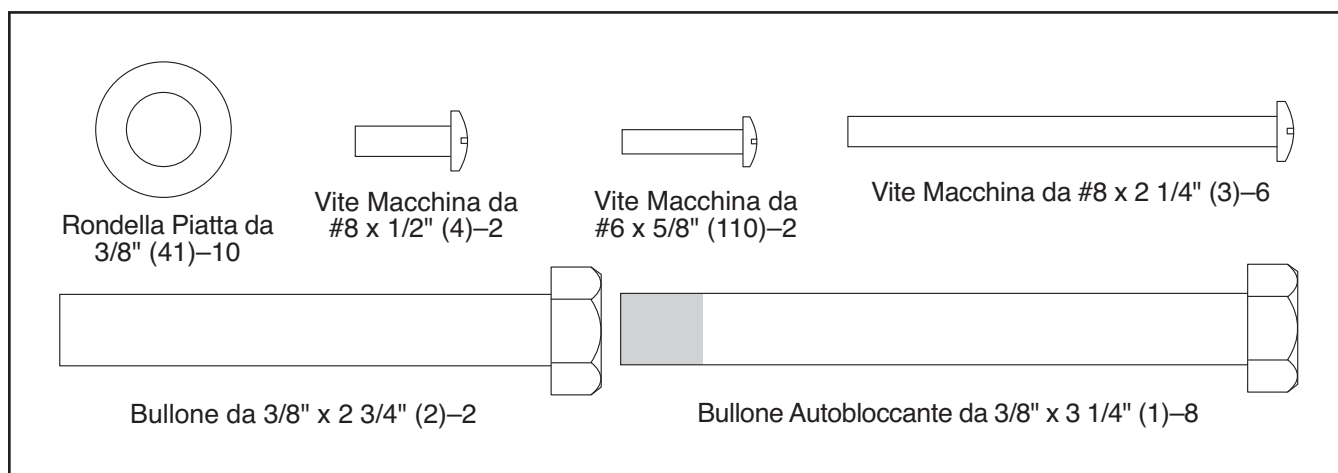 Rondella Piatta da
3/8" (41)–10
Vite Macchina da
#8 x 1/2" (4)–2
Vite Macchina da
#6 x 5/8" (110)–2
Vite Macchina da #8 x 2 1/4" (3)–6
Bullone da 3/8" x 2 3/4" (2)–2
Bullone Autobloccante da 3/8" x 3 1/4" (1)–8